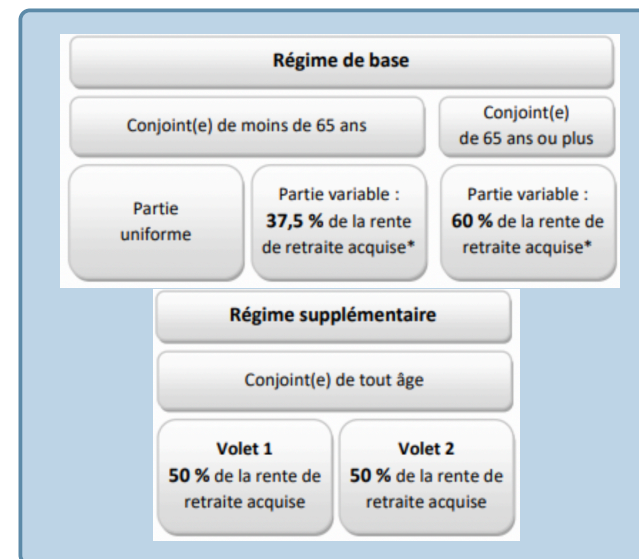 Régime de base
Conjoint(e) de moins de 65 ans
Conjoint(e)
de 65 ans ou plus
Partie
uniforme
Partie variable :
37,5 % de la rente
de retraite acquise*
Partie variable :
60 % de la rente de
retraite acquise*
Régime supplémentaire
Conjoint(e) de tout âge
Volet 1
50 % de la rente de
retraite acquise
Volet 2
50 % de la rente de
retraite acquise